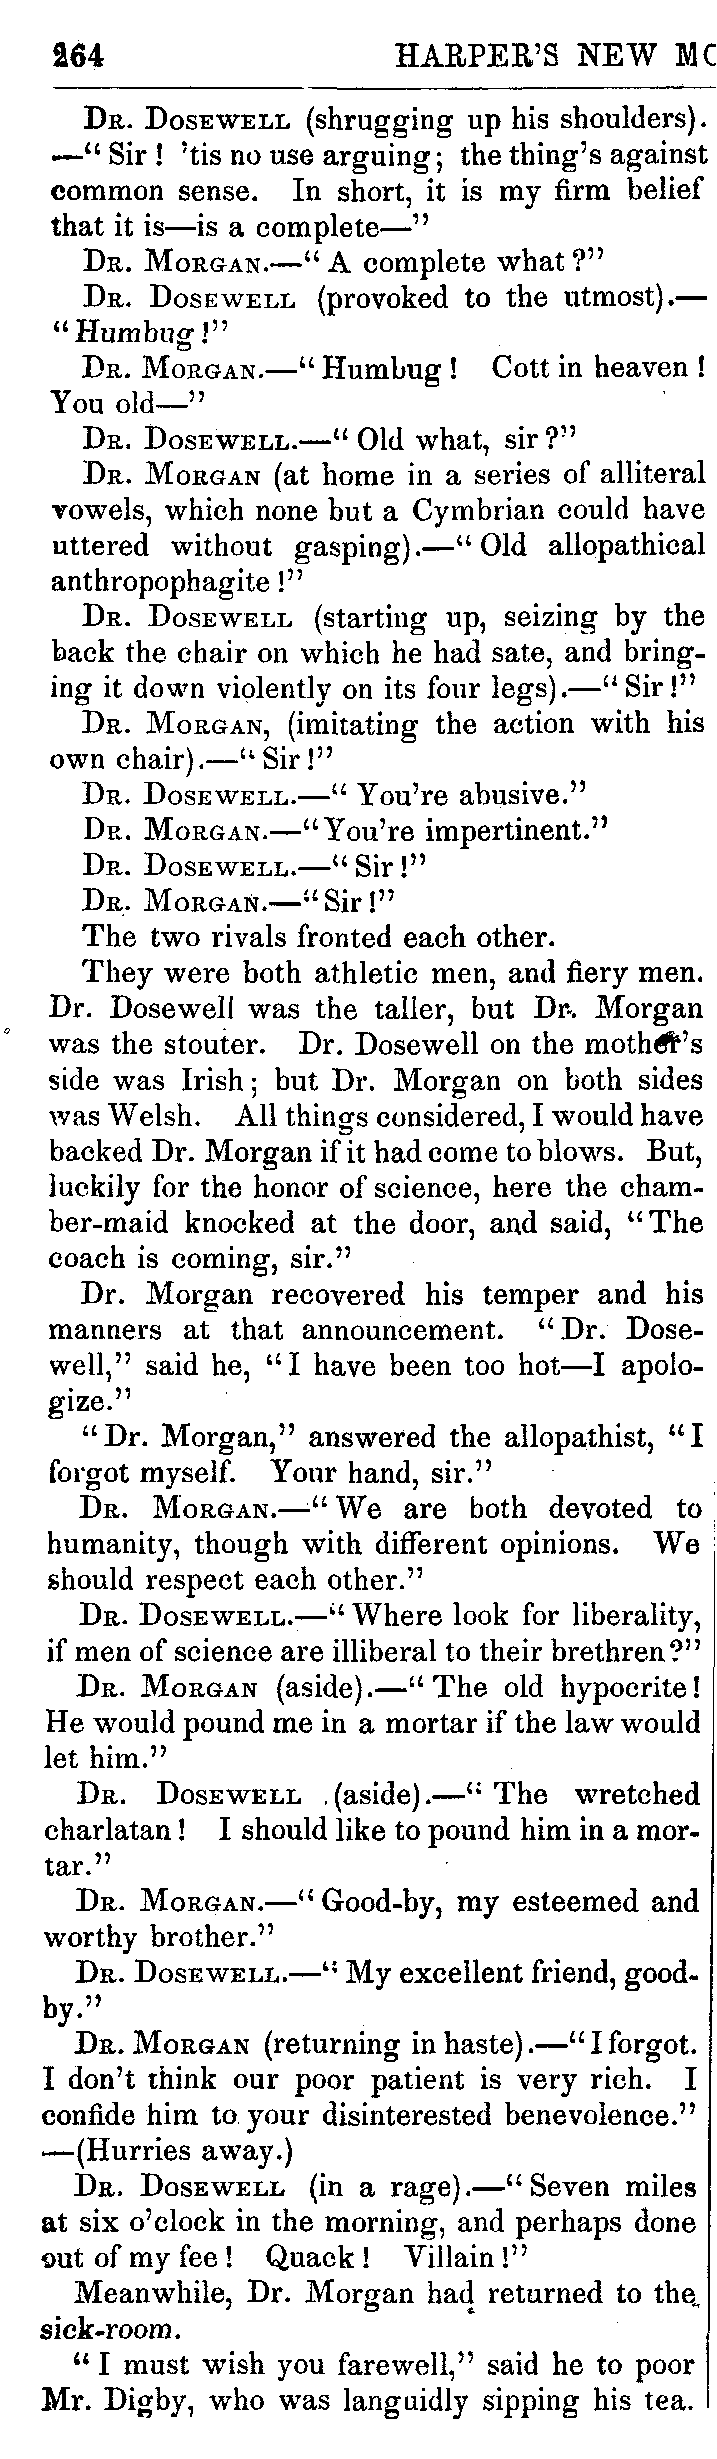 264 HARPER'S NEW MO
DR. DOSEWELL (shrugging up his shoulders).
—“Sir! 'tis no use arguing; the thing's against
common sense. In short, it is my firm belief
that it is—is a complete—”
DR. MORGAN.—“A complete what?”
DR. DOSEWELL (provoked to the utmost).—
“Humbug!”
DR. MORGAN.—“Humbug! Cott in heaven!
You old—”
DR. DOSEWELL.—“Old what, sir?”
DR. MORGAN (at home in a series of alliteral
vowels, which none but a Cymbrian could have
uttered without gasping).—“Old allopathical
anthropophagite!”
DR. DOSEWELL (starting up, seizing by the
back the chair on which he had sate, and bring-
ing it down violently on its four legs).—“Sir!”
DR. MORGAN, (imitating the action with his
own chair).—“Sir!”
DR. DOSEWELL.—“You're abusive.”
DR. MORGAN.—“You're impertinent.”
DR. DOSEWELL.—“Sir!”
DR. MORGAN.—“Sir!”
The two rivals fronted each other.
They were both athletic men, and fiery men.
Dr. Dosewell was the taller, but Dr. Morgan
was the stouter. Dr. Dosewell on the mother's
side was Irish; but Dr. Morgan on both sides
was Welsh. All things considered, I would have
backed Dr. Morgan if it had come to blows. But,
luckily for the honor of science, here the cham-
ber-maid knocked at the door, and said, “The
coach is coming, sir.”
Dr. Morgan recovered his temper and his
manners at that announcement. “Dr. Dose-
well,” said he, “I have been too hot—I apolo-
gize.”
“Dr. Morgan,” answered the allopathist, “I
forgot myself. Your hand, sir.”
DR. MORGAN.—“We are both devoted to
humanity, though with different opinions. We
should respect each other.”
DR. DOSEWELL.—“Where look for liberality,
if men of science are illiberal to their brethren?”
DR. MORGAN (aside).—“The old hypocrite!
He would pound me in a mortar if the law would
let him.”
DR. DOSEWELL (aside).—“The wretched
charlatan! I should like to pound him in a mor-
tar.”
DR. MORGAN.—“Good-by, my esteemed and
worthy brother.”
DR. DOSEWELL.—“My excellent friend, good-
by.”
DR. MORGAN (returning in haste).—“I forgot.
I don't think our poor patient is very rich. I
confide him to your disinterested benevolence.”
—(Hurries away.)
DR. DOSEWELL (in a rage).—“Seven miles
at six o'clock in the morning, and perhaps done
out of my fee! Quack! Villain!”
Meanwhile, Dr. Morgan had returned to the
sick-room.
“I must wish you farewell,” said he to poor
Mr. Digby, who was languidly sipping his tea.